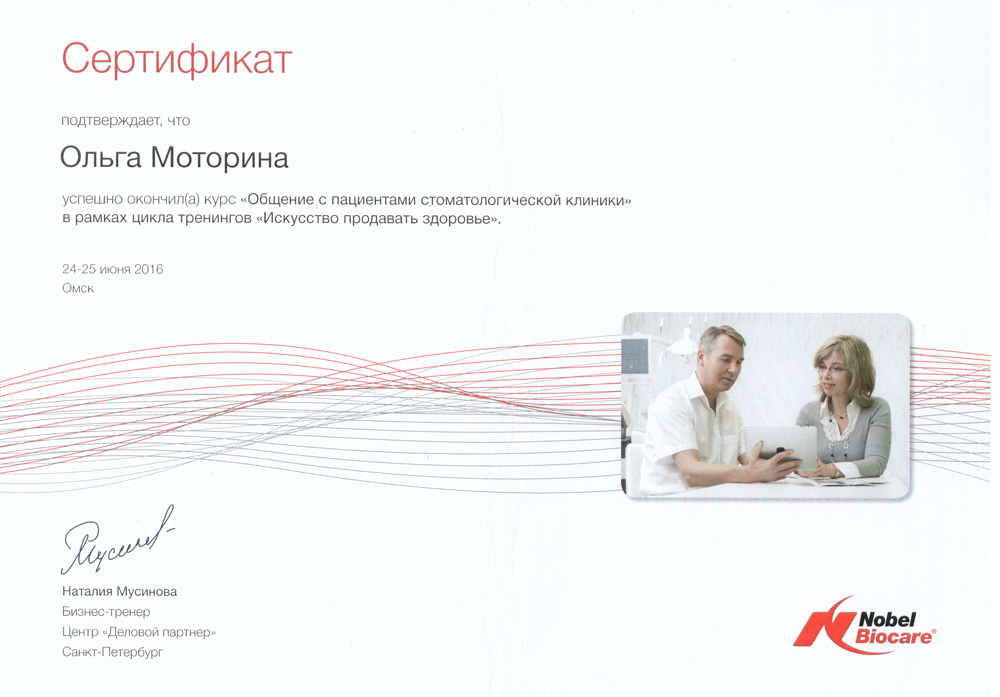 Сертификат
подтверждает, что
Ольга Моторина
успешно окончил(а) курс «Общение с пациентами стоматологической клиники»
в рамках цикла тренингов «Искусство продавать здоровье».
24-25 июня 2016
Омск
Наталия Мусинова
Бизнес-тренер
Центр «Деловой партнер»
Санкт-Петербург
Nobel
Biocare®